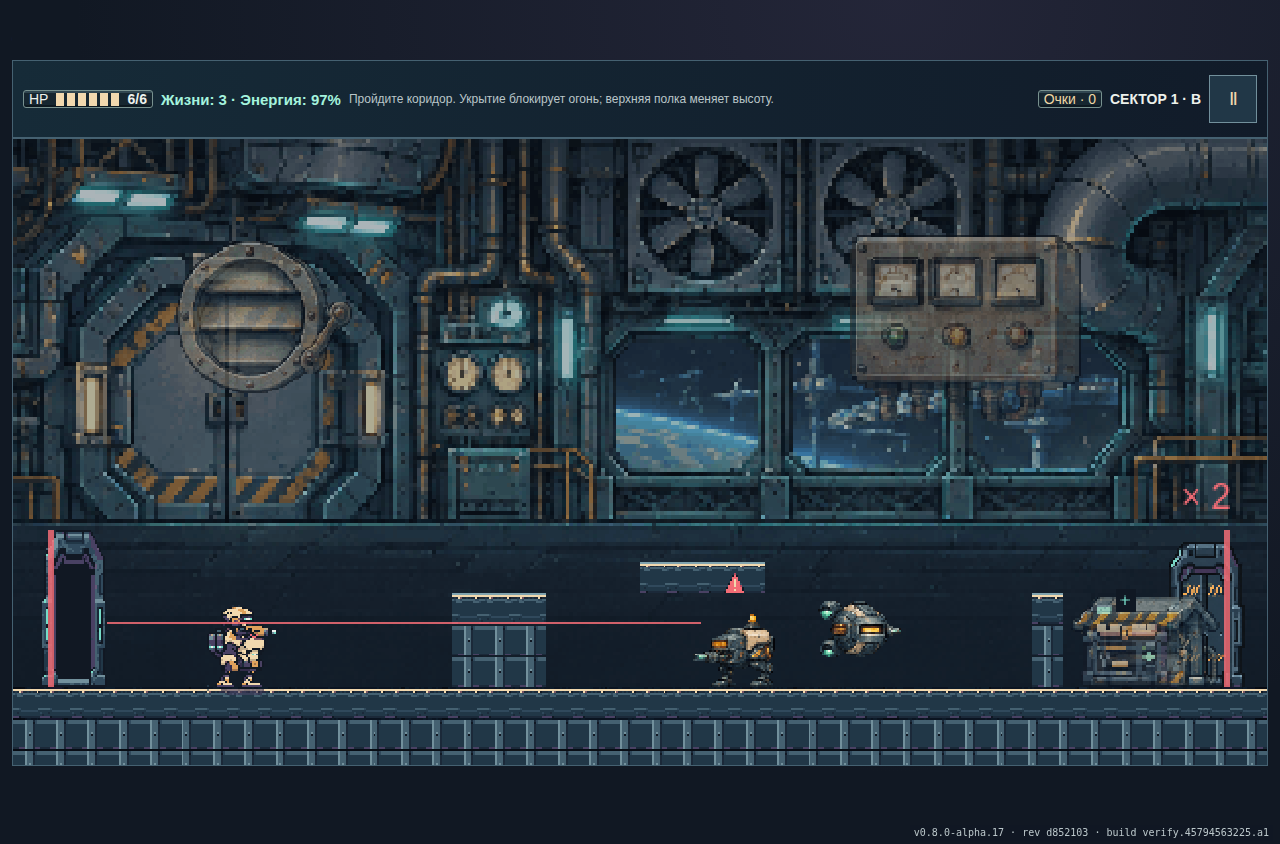 HP 6/6 Жизни: 3 · Энергия: 97% Пройдите коридор. Укрытие блокирует огонь; верхняя полка меняет высоту. Очки · 0 СЕКТОР 1 · В II
× 2
v0.8.0-alpha.17 · rev d852103 · build verify.45794563225.a1